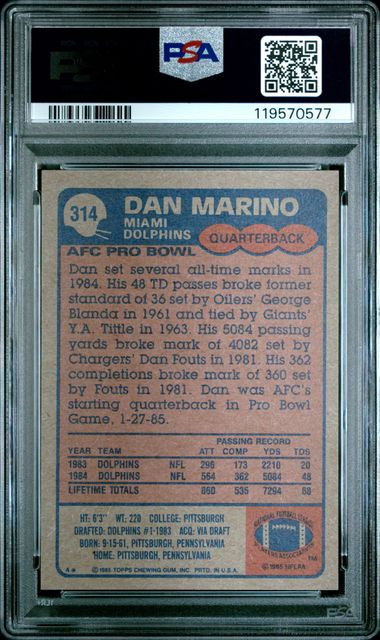 PSA
119570577
314
DAN MARINO
MIAMI
DOLPHINS
QUARTERBACK
AFC PRO BOWL
Dan set several all-time marks in
1984. His 48 TD passes broke former
standard of 36 set by Oilers' George
Blanda in 1961 and tied by Giants'
Y.A. Tittle in 1963. His 5084 passing
yards broke mark of 4082 set by
Chargers' Dan Fouts in 1981. His 362
completions broke mark of 360 set
by Fouts in 1981. Dan was AFC's
starting quarterback in Pro Bowl
Game, 1-27-85.
PASSING RECORD
YEAR TEAM ATT COMP YDS TDS
1983 DOLPHINS NFL 296 173 2210 20
1984 DOLPHINS NFL 564 362 5084 48
LIFETIME TOTALS 860 535 7294 68
HT: 6'3" WT: 220 COLLEGE: PITTSBURGH
DRAFTED: DOLPHINS #1-1983 ACQ: VIA DRAFT
BORN: 9-15-61, PITTSBURGH, PENNSYLVANIA
HOME: PITTSBURGH, PENNSYLVANIA
NATIONAL FOOTBALL LEAGUE
PLAYERS ASSOCIATION
TM
A* © 1985 TOPPS CHEWING GUM, INC. PRTD. IN U.S.A.
© 1985 NFLPA
PSA